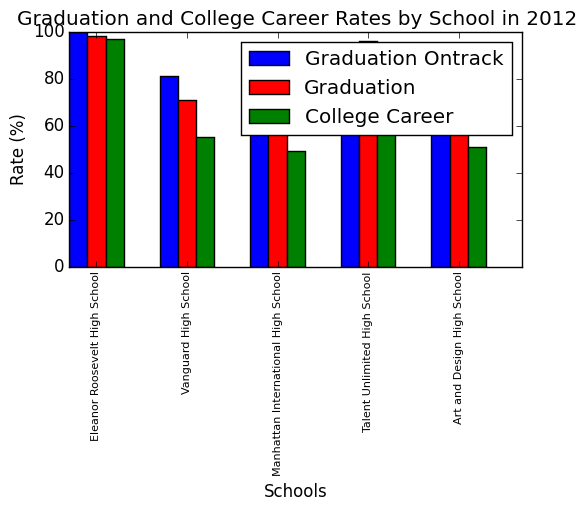 Graduation and College Career Rates by School in 2012
100
80
60
40
20
0
Rate (%)
Graduation Ontrack
Graduation
College Career
Eleanor Roosevelt High School
Vanguard High School
Manhattan International High School
Talent Unlimited High School
Art and Design High School
Schools